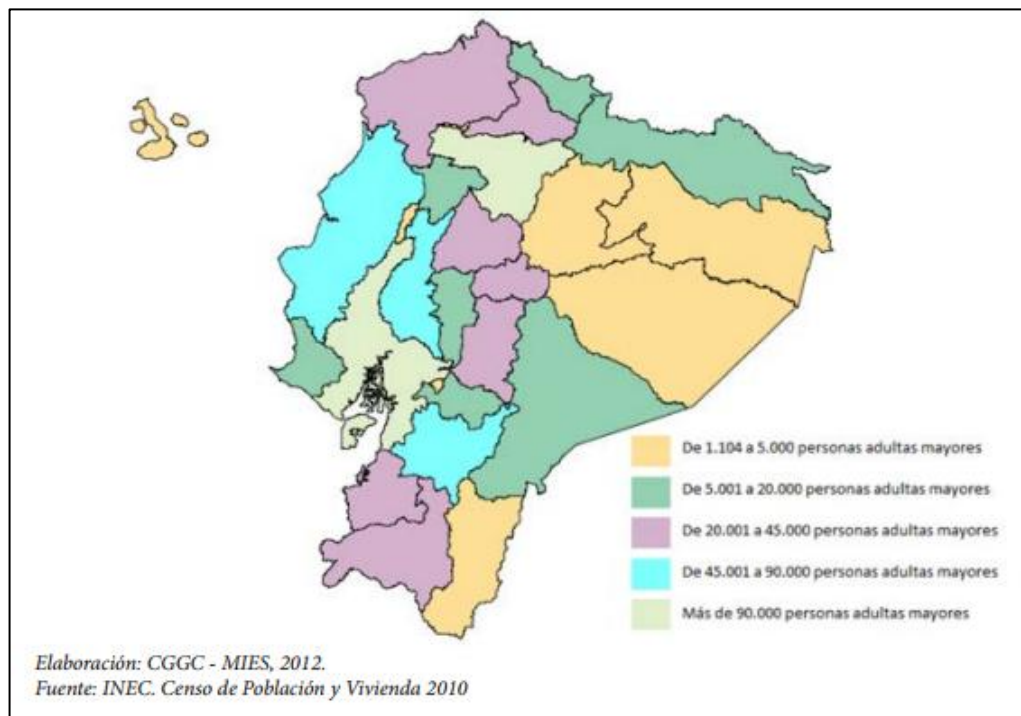 De 1.104 a 5.000 personas adultas mayores
De 5.001 a 20.000 personas adultas mayores
De 20.001 a 45.000 personas adultas mayores
De 45.001 a 90.000 personas adultas mayores
Más de 90.000 personas adultas mayores
Elaboración: CGGC - MIES, 2012.
Fuente: INEC. Censo de Población y Vivienda 2010